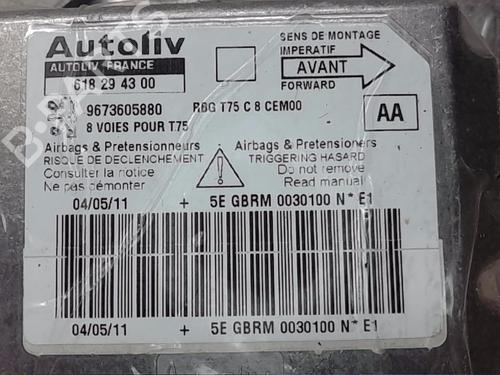 Autoliv
AUTOLIV FRANCE
618 29 43 00
SENS DE MONTAGE
IMPERATIF
AVANT
FORWARD
9673605880 RBG T75 C 8 CEM00
8 VOIES POUR T75
AA
Airbags & Pretensionneurs
RISQUE DE DECLENCHEMENT
Consulter la notice
Ne pas démonter
Airbags & Pretensioners
TRIGGERING HASARD
Do not remove
Read manual
04/05/11 + 5E GBRM 0030100 N* E1
04/05/11 + 5E GBRM 0030100 N* E1